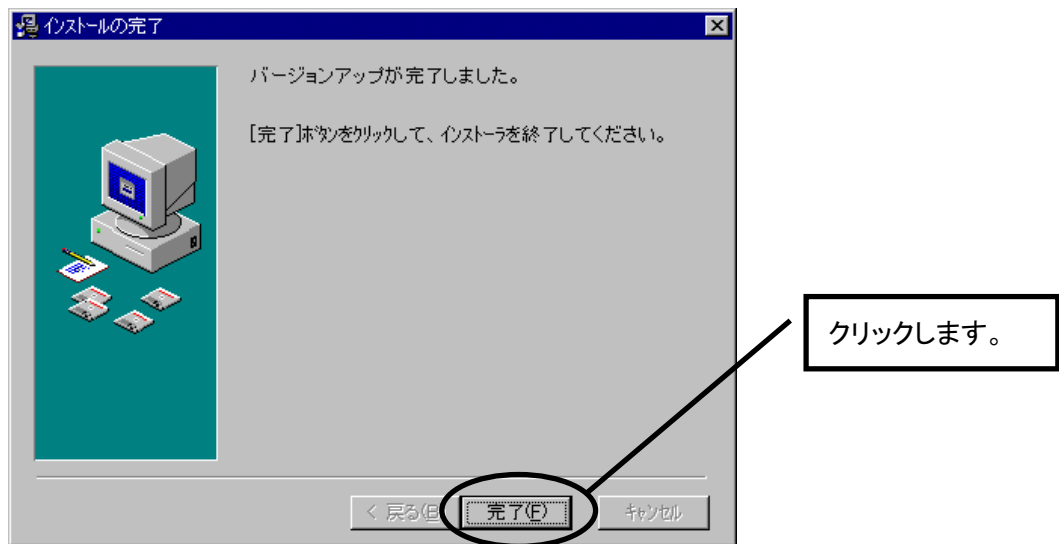 インストールの完了
バージョンアップが完了しました。
[完了]ボタンをクリックして、インストーラを終了してください。
クリックします。
< 戻る(B
完了(F)
キャンセル